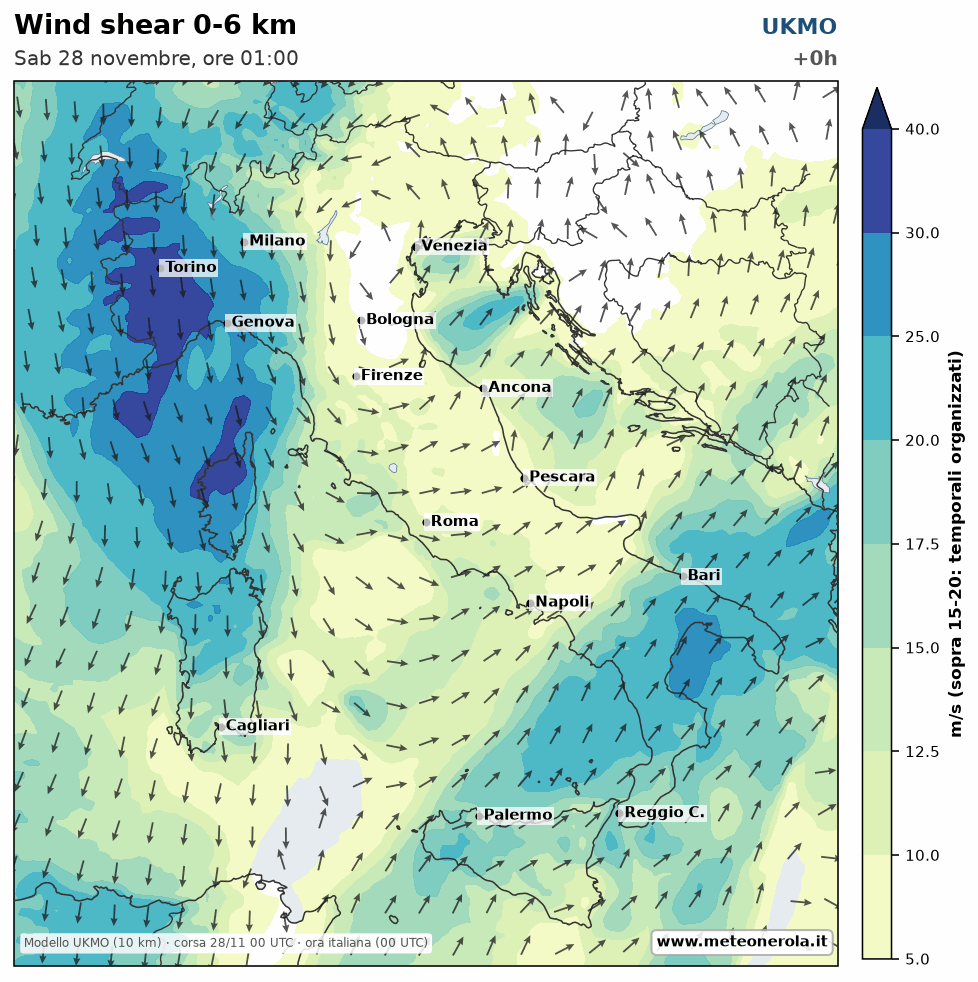 Wind shear 0-6 km
UKMO
Sab 28 novembre, ore 01:00
+0h
40.0
30.0
25.0
20.0
17.5
15.0
12.5
10.0
5.0
m/s (sopra 15-20: temporali organizzati)
Milano
Venezia
Torino
Genova
Bologna
Firenze
Ancona
Pescara
Roma
Bari
Napoli
Cagliari
Palermo
Reggio C.
Modello UKMO (10 km) · corsa 28/11 00 UTC · ora italiana (00 UTC)
www.meteonerola.it